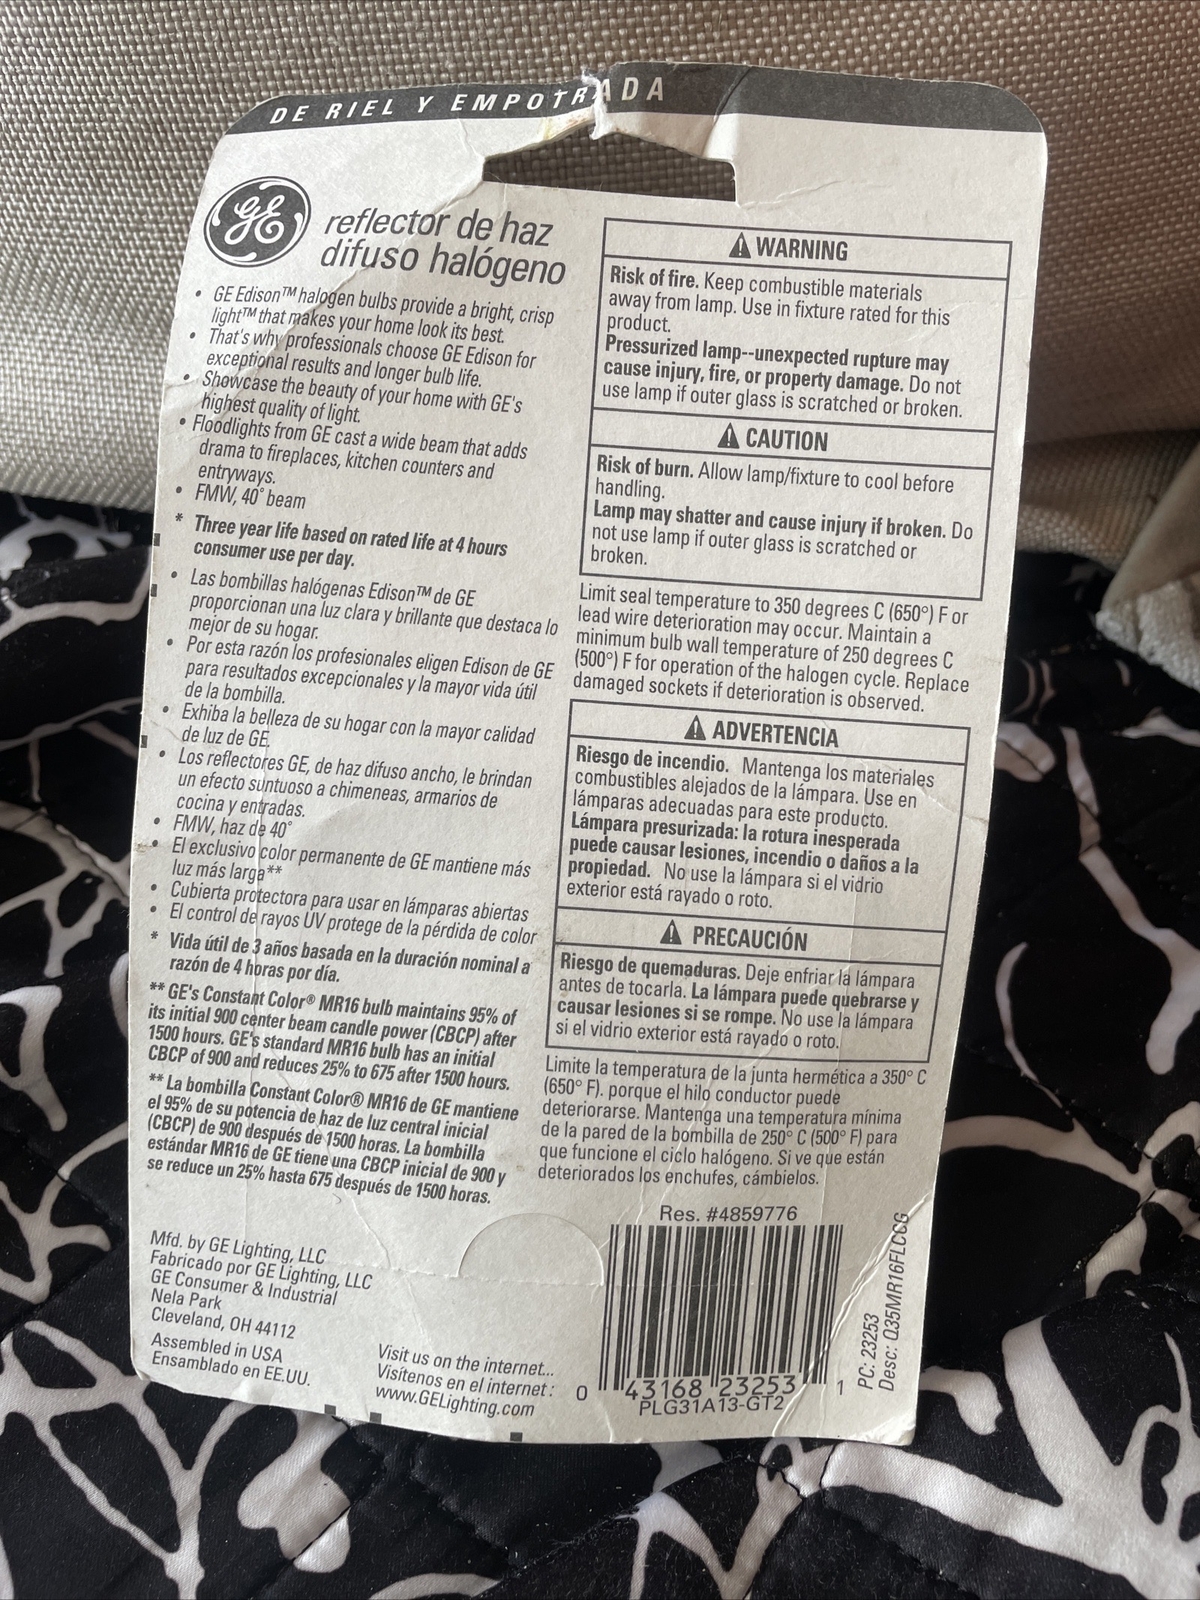 DE RIEL Y EMPOTRADA
GE
reflector de haz
difuso halógeno
• GE Edison™ halogen bulbs provide a bright, crisp
light™ that makes your home look its best.
• That's why professionals choose GE Edison for
exceptional results and longer bulb life.
• Showcase the beauty of your home with GE's
highest quality of light.
• Floodlights from GE cast a wide beam that adds
drama to fireplaces, kitchen counters and
entryways.
• FMW, 40° beam
* Three year life based on rated life at 4 hours
consumer use per day.
• Las bombillas halógenas Edison™ de GE
proporcionan una luz clara y brillante que destaca lo
mejor de su hogar.
• Por esta razón los profesionales eligen Edison de GE
para resultados excepcionales y la mayor vida útil
de la bombilla.
• Exhiba la belleza de su hogar con la mayor calidad
de luz de GE.
• Los reflectores GE, de haz difuso ancho, le brindan
un efecto suntuoso a chimeneas, armarios de
cocina y entradas.
• FMW, haz de 40°
• El exclusivo color permanente de GE mantiene más
luz más larga**
• Cubierta protectora para usar en lámparas abiertas
• El control de rayos UV protege de la pérdida de color
* Vida útil de 3 años basada en la duración nominal a
razón de 4 horas por día.
** GE's Constant Color® MR16 bulb maintains 95% of
its initial 900 center beam candle power (CBCP) after
1500 hours. GE's standard MR16 bulb has an initial
CBCP of 900 and reduces 25% to 675 after 1500 hours.
** La bombilla Constant Color® MR16 de GE mantiene
el 95% de su potencia de haz de luz central inicial
(CBCP) de 900 después de 1500 horas. La bombilla
estándar MR16 de GE tiene una CBCP inicial de 900 y
se reduce un 25% hasta 675 después de 1500 horas.
Mfd. by GE Lighting, LLC
Fabricado por GE Lighting, LLC
GE Consumer & Industrial
Nela Park
Cleveland, OH 44112
Assembled in USA
Ensamblado en EE.UU.
Visit us on the internet...
Visítenos en el internet:
www.GELighting.com
⚠ WARNING
Risk of fire. Keep combustible materials
away from lamp. Use in fixture rated for this
product.
Pressurized lamp--unexpected rupture may
cause injury, fire, or property damage. Do not
use lamp if outer glass is scratched or broken.
⚠ CAUTION
Risk of burn. Allow lamp/fixture to cool before
handling.
Lamp may shatter and cause injury if broken. Do
not use lamp if outer glass is scratched or
broken.
Limit seal temperature to 350 degrees C (650°) F or
lead wire deterioration may occur. Maintain a
minimum bulb wall temperature of 250 degrees C
(500°) F for operation of the halogen cycle. Replace
damaged sockets if deterioration is observed.
⚠ ADVERTENCIA
Riesgo de incendio. Mantenga los materiales
combustibles alejados de la lámpara. Use en
lámparas adecuadas para este producto.
Lámpara presurizada: la rotura inesperada
puede causar lesiones, incendio o daños a la
propiedad. No use la lámpara si el vidrio
exterior está rayado o roto.
⚠ PRECAUCIÓN
Riesgo de quemaduras. Deje enfriar la lámpara
antes de tocarla. La lámpara puede quebrarse y
causar lesiones si se rompe. No use la lámpara
si el vidrio exterior está rayado o roto.
Limite la temperatura de la junta hermética a 350° C
(650° F). porque el hilo conductor puede
deteriorarse. Mantenga una temperatura mínima
de la pared de la bombilla de 250° C (500° F) para
que funcione el ciclo halógeno. Si ve que están
deteriorados los enchufes, cámbielos.
Res. #4859776
0 43168 23253 1
PLG31A13-GT2
PC: 23253
Desc: Q35MR16FLCCG